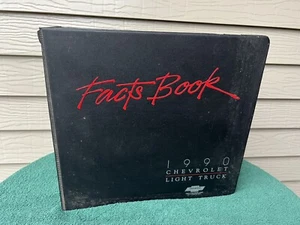 Facts Book
1990
CHEVROLET
LIGHT TRUCK